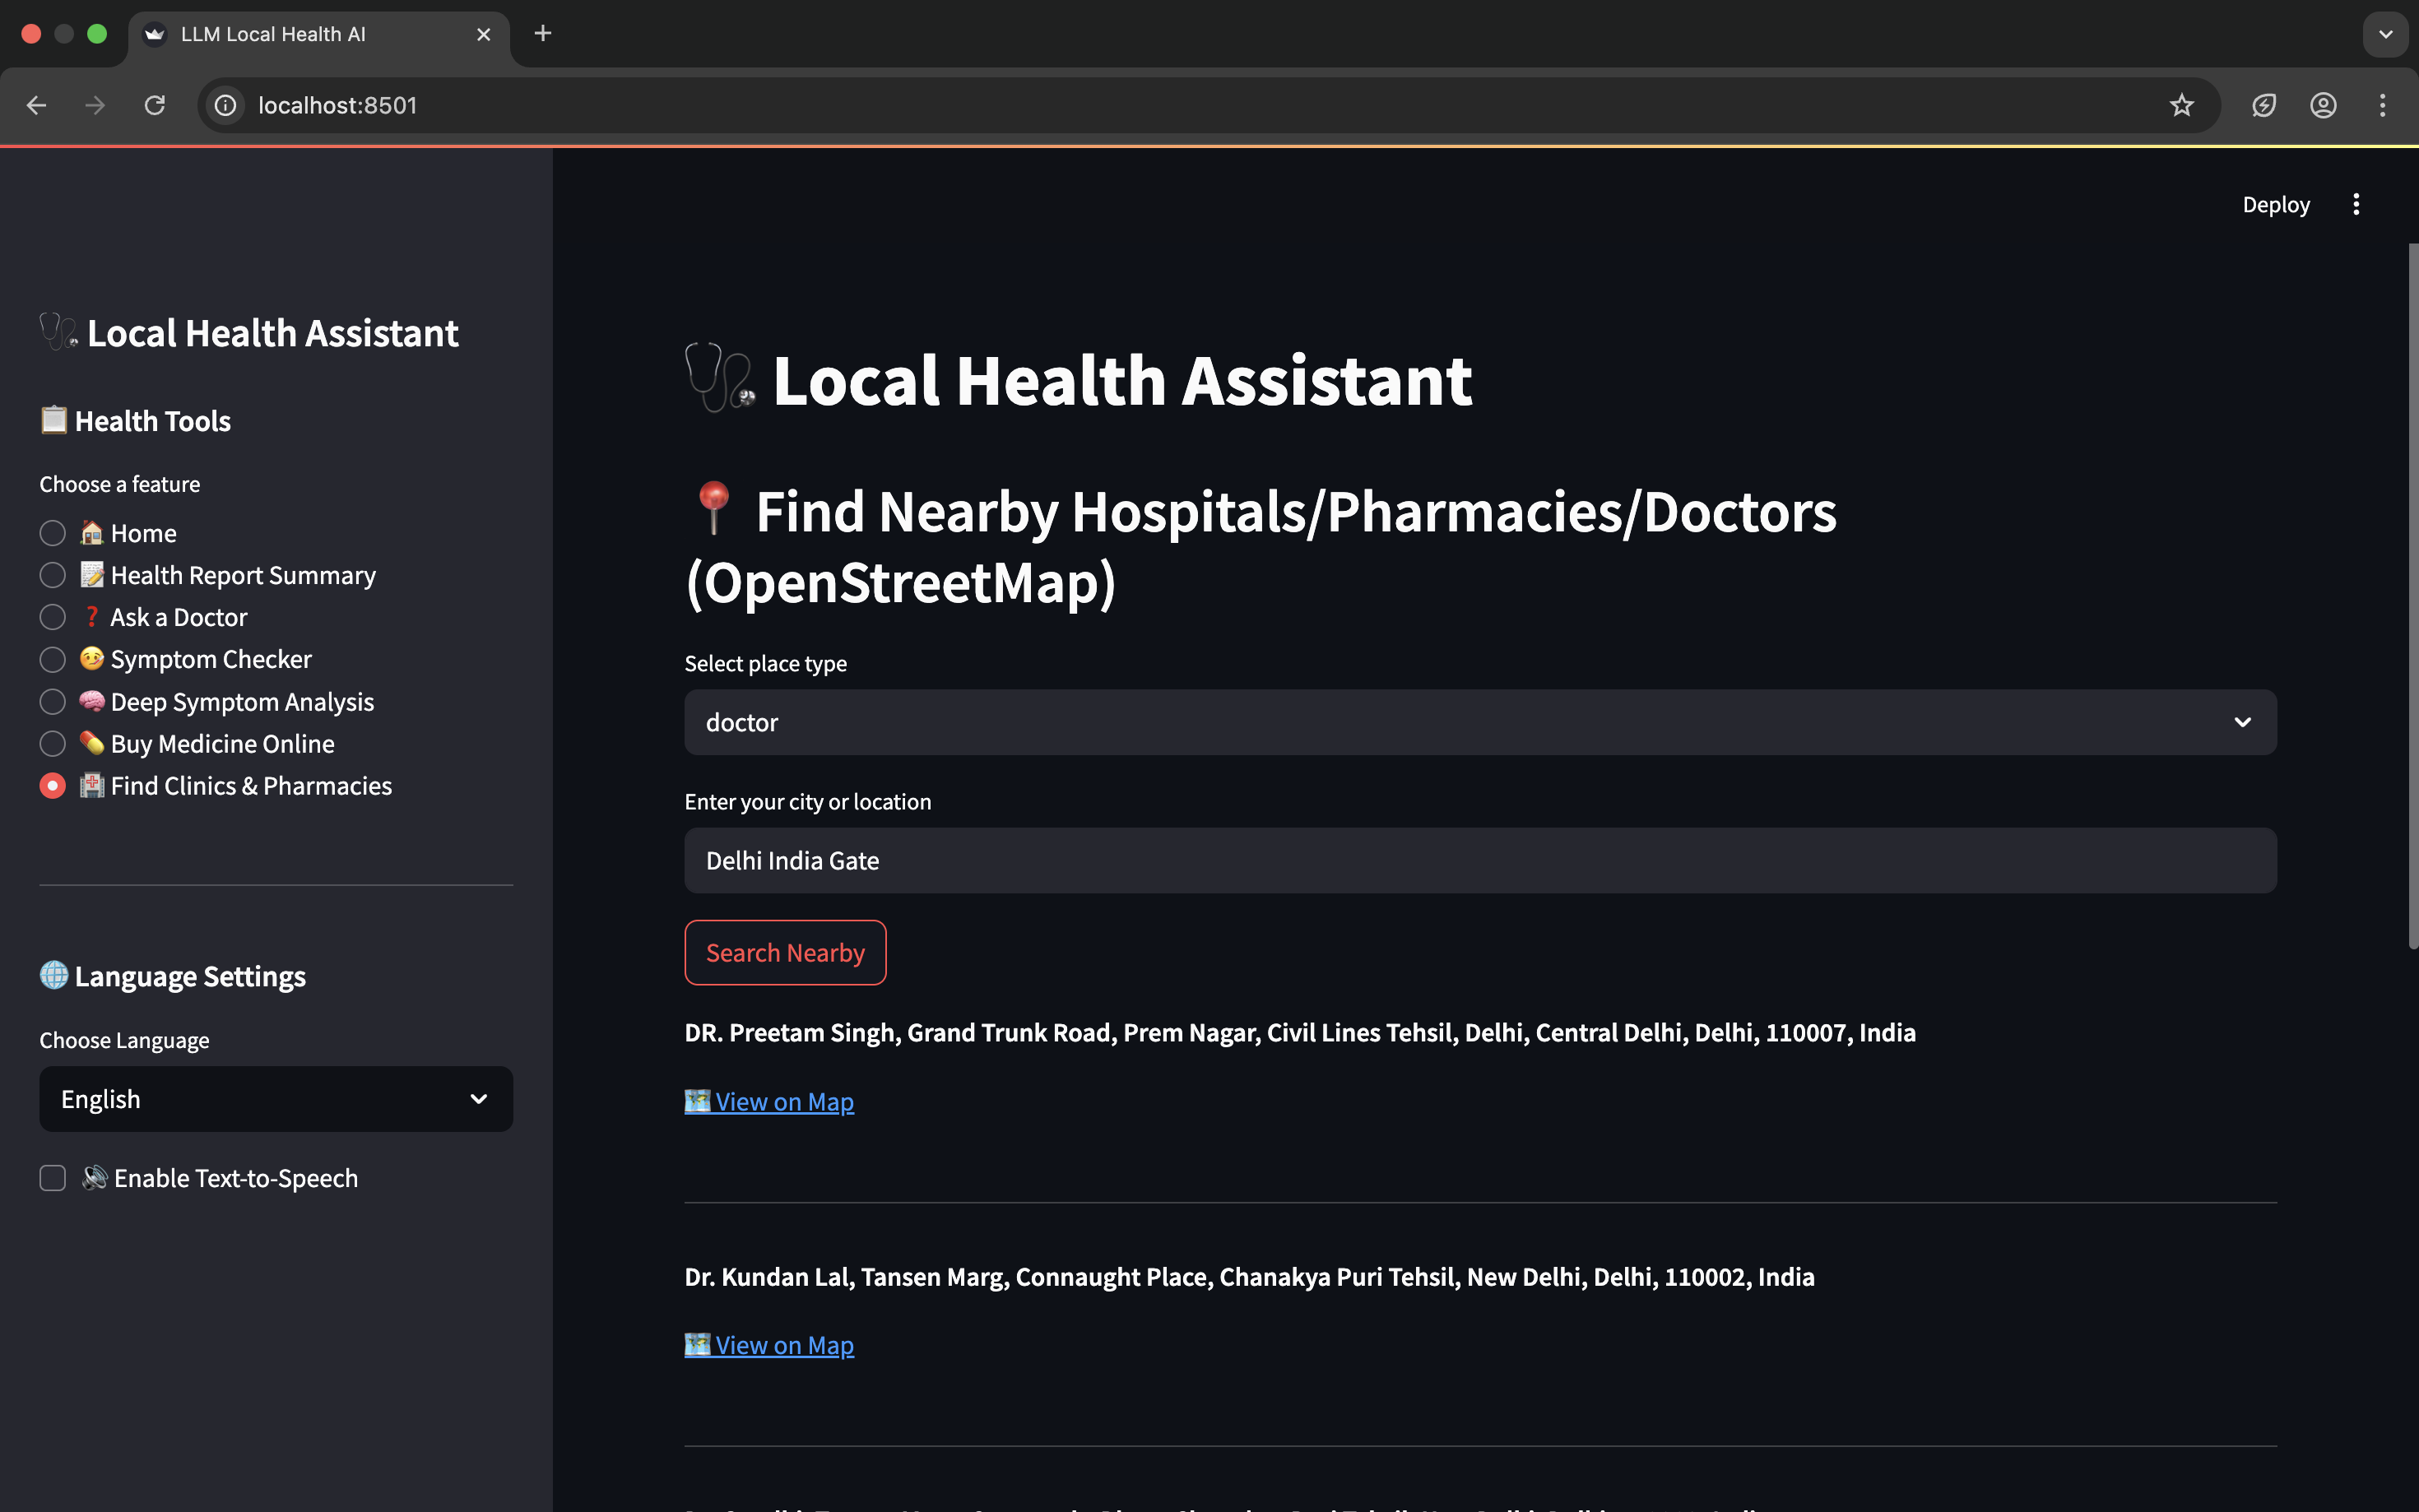 LLM Local Health AI
localhost:8501
Deploy
Local Health Assistant
Health Tools
Choose a feature
Home
Health Report Summary
Ask a Doctor
Symptom Checker
Deep Symptom Analysis
Buy Medicine Online
Find Clinics & Pharmacies
Language Settings
Choose Language
English
Enable Text-to-Speech
Local Health Assistant
Find Nearby Hospitals/Pharmacies/Doctors
(OpenStreetMap)
Select place type
doctor
Enter your city or location
Delhi India Gate
Search Nearby
DR. Preetam Singh, Grand Trunk Road, Prem Nagar, Civil Lines Tehsil, Delhi, Central Delhi, Delhi, 110007, India
View on Map
Dr. Kundan Lal, Tansen Marg, Connaught Place, Chanakya Puri Tehsil, New Delhi, Delhi, 110002, India
View on Map